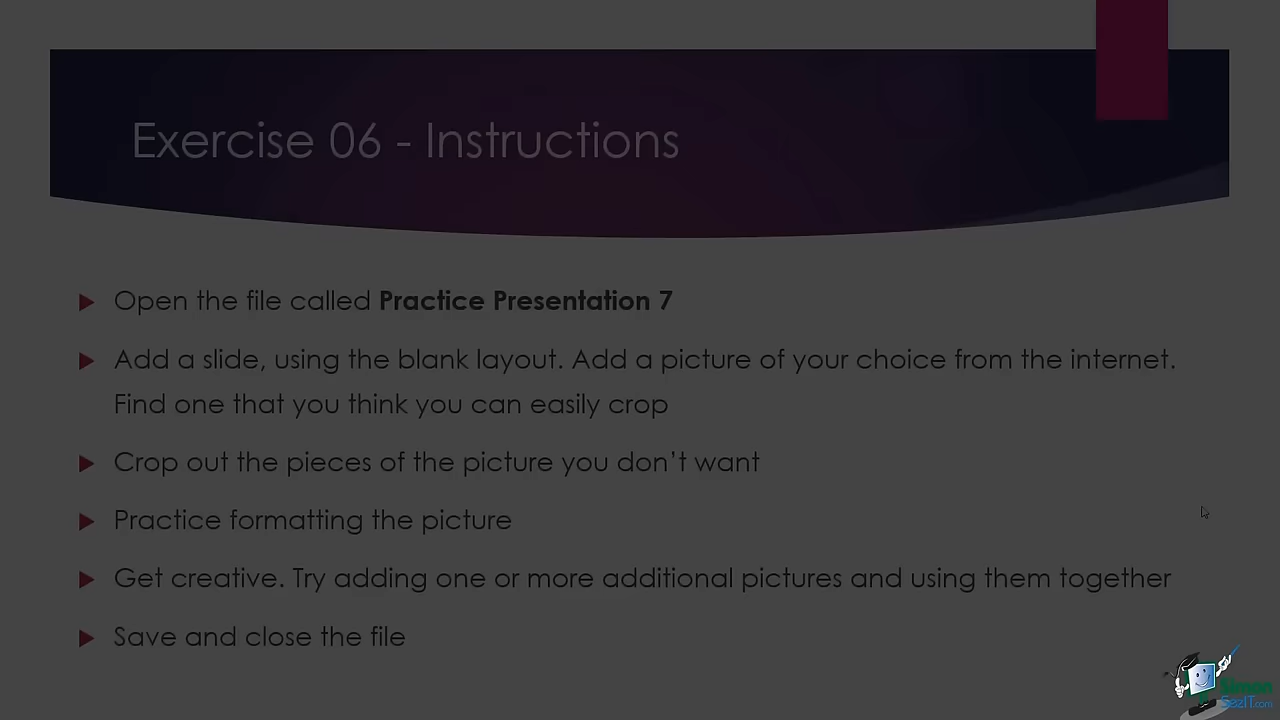 Exercise 06 - Instructions
Open the file called Practice Presentation 7
Add a slide, using the blank layout. Add a picture of your choice from the internet.
Find one that you think you can easily crop
Crop out the pieces of the picture you don’t want
Practice formatting the picture
Get creative. Try adding one or more additional pictures and using them together
Save and close the file
Simon
SezIT.com